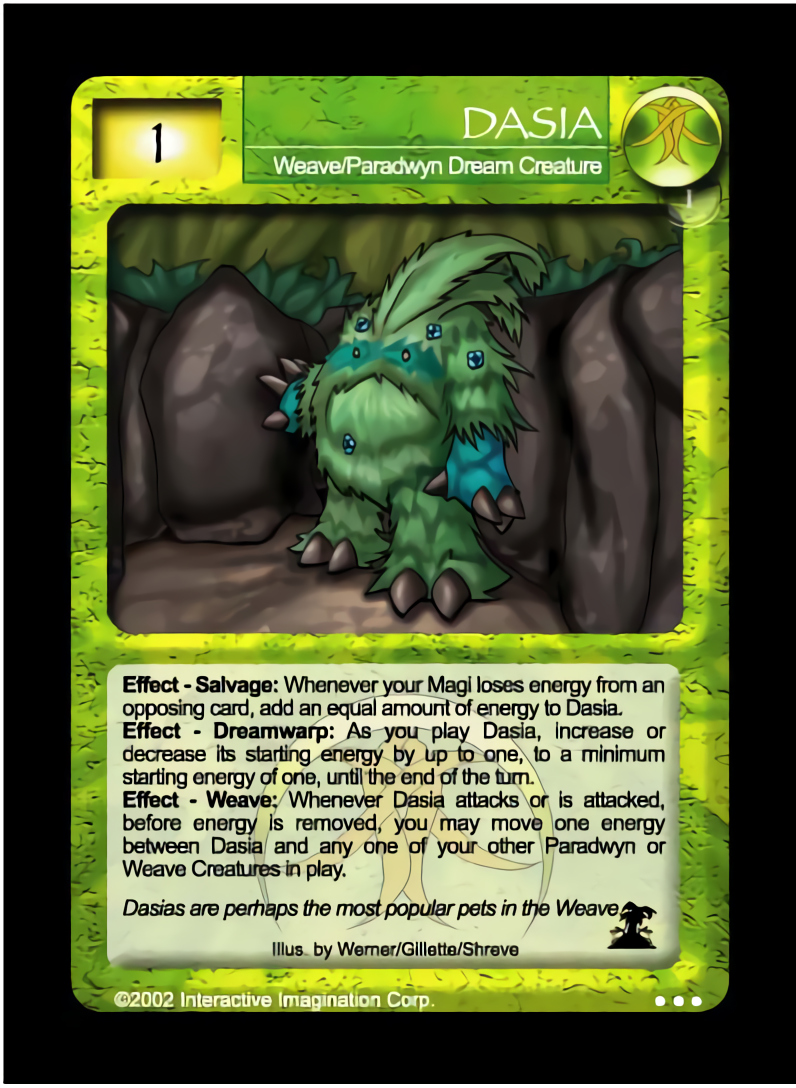 1
DASIA
Weave/Paradwyn Dream Creature
1
Effect - Salvage: Whenever your Magi loses energy from an
opposing card, add an equal amount of energy to Dasia.
Effect - Dreamwarp: As you play Dasia, increase or
decrease its starting energy by up to one, to a minimum
starting energy of one, until the end of the turn.
Effect - Weave: Whenever Dasia attacks or is attacked,
before energy is removed, you may move one energy
between Dasia and any one of your other Paradwyn or
Weave Creatures in play.
Dasias are perhaps the most popular pets in the Weave.
Illus. by Werner/Gillette/Shreve
©2002 Interactive Imagination Corp.